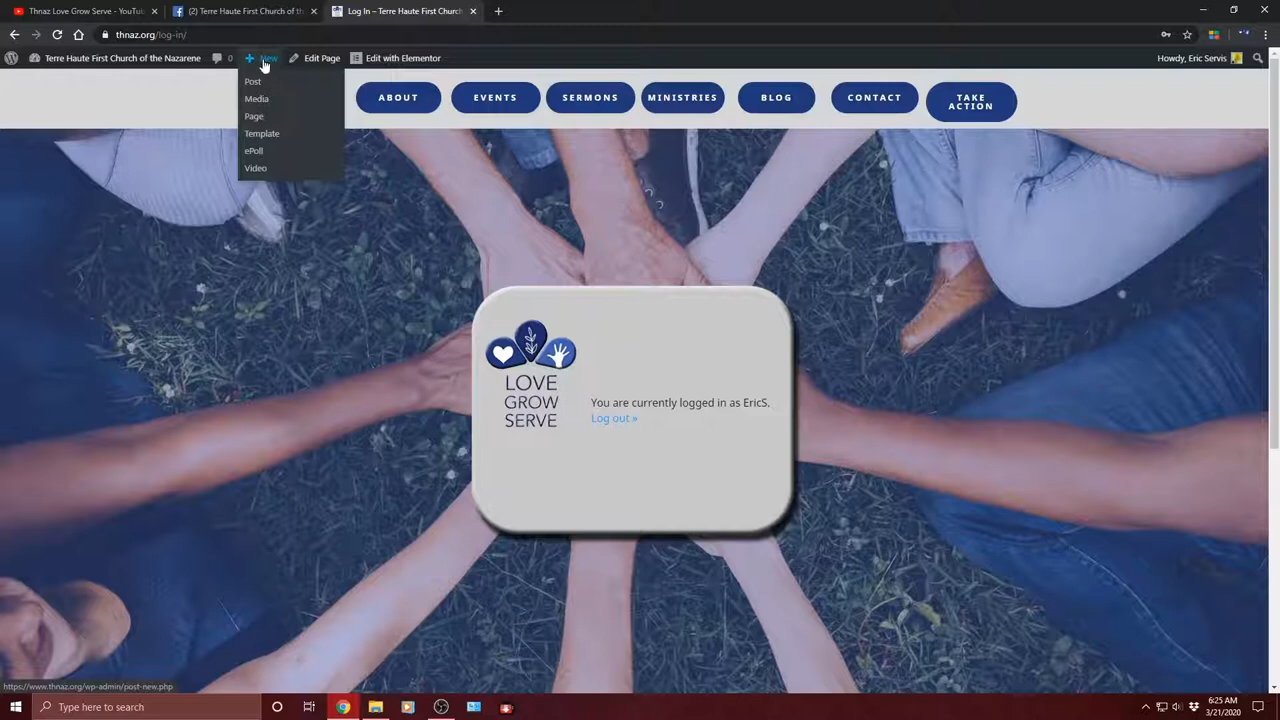 Thnaz Love Grow Serve - YouTub
(2) Terre Haute First Church of th
Log In – Terre Haute First Church
thnaz.org/log-in/
Terre Haute First Church of the Nazarene
0
New
Edit Page
Edit with Elementor
Howdy, Eric Servis
Post
Media
Page
Template
ePoll
Video
ABOUT
EVENTS
SERMONS
MINISTRIES
BLOG
CONTACT
TAKE
ACTION
LOVE
GROW
SERVE
You are currently logged in as EricS.
Log out »
https://www.thnaz.org/wp-admin/post-new.php
Type here to search
6:25 AM
3/21/2020